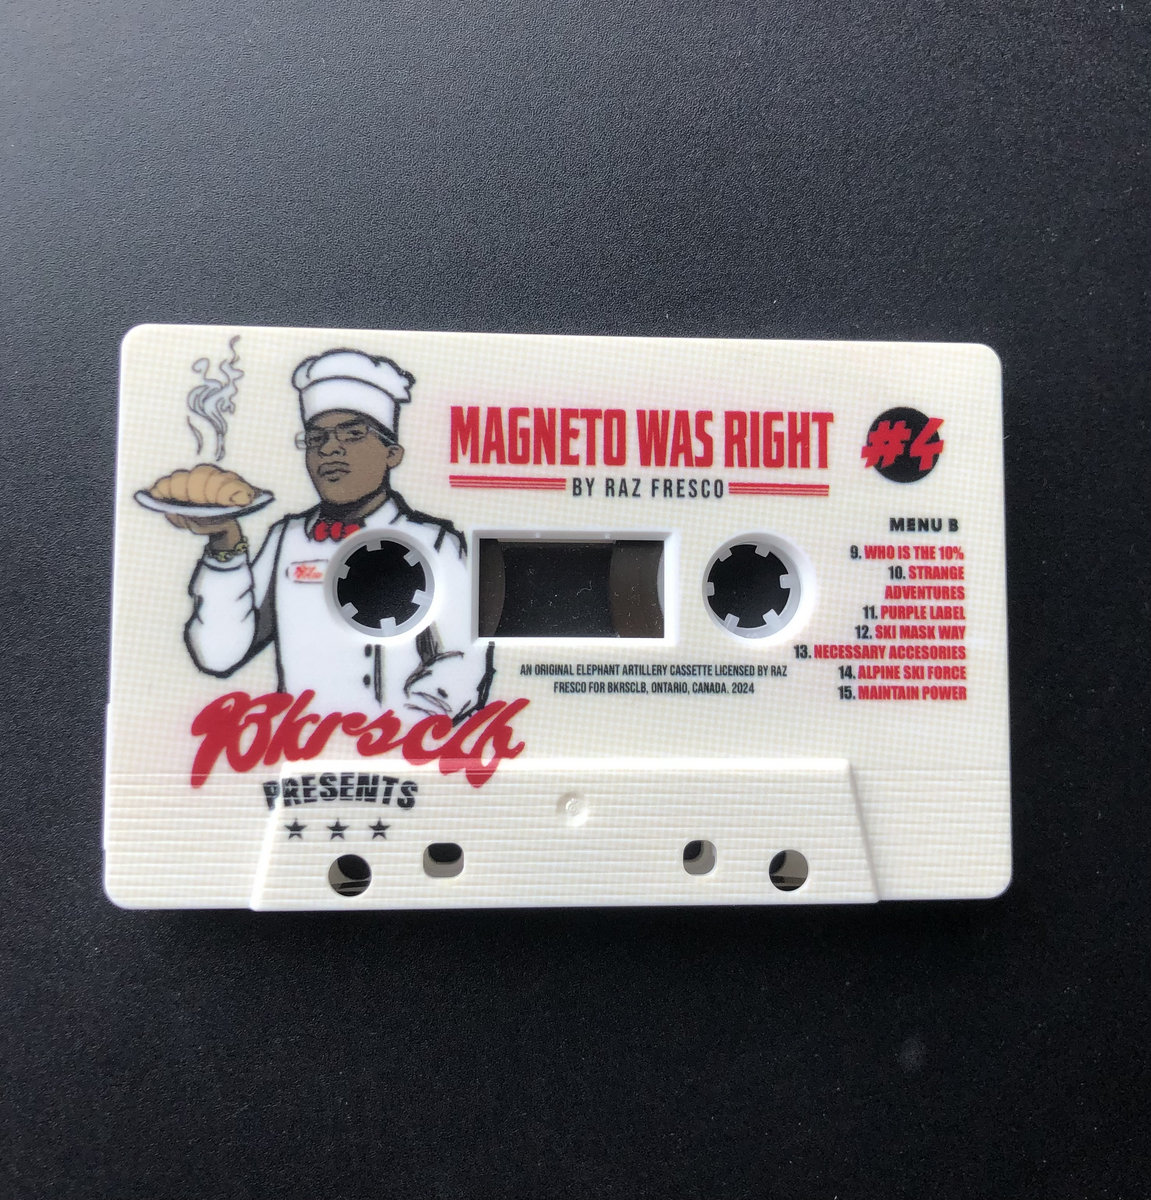 MAGNETO WAS RIGHT
BY RAZ FRESCO
#4
MENU B
9. WHO IS THE 10%
10. STRANGE
ADVENTURES
11. PURPLE LABEL
12. SKI MASK WAY
13. NECESSARY ACCESORIES
14. ALPINE SKI FORCE
15. MAINTAIN POWER
AN ORIGINAL ELEPHANT ARTILLERY CASSETTE LICENSED BY RAZ
FRESCO FOR BKRSCLB, ONTARIO, CANADA. 2024
Bkrsclb
PRESENTS